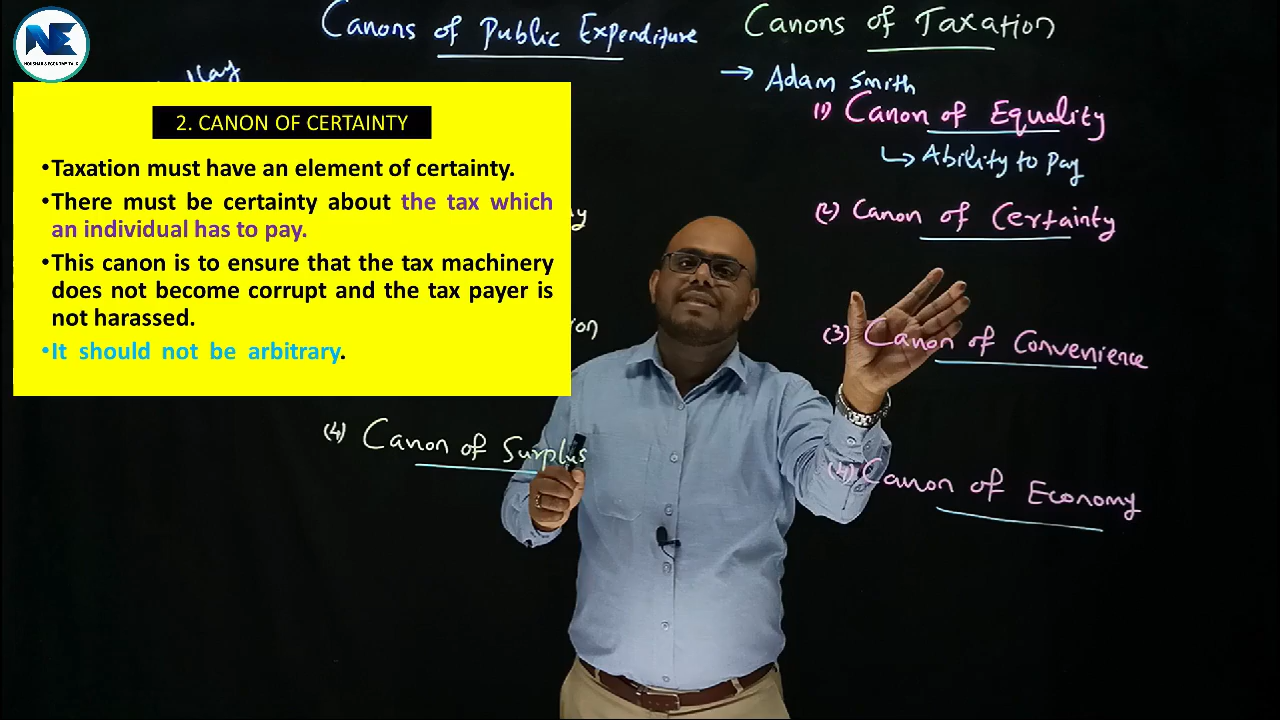 NE
Canons of Public Expenditure
Canons of Taxation
→ Adam Smith
(1) Canon of Equality
↳ Ability to pay
(2) Canon of Certainty
(3) Canon of Convenience
(4) Canon of Economy
2. CANON OF CERTAINTY
•Taxation must have an element of certainty.
•There must be certainty about the tax which
an individual has to pay.
•This canon is to ensure that the tax machinery
does not become corrupt and the tax payer is
not harassed.
•It should not be arbitrary.
(4) Canon of Surplus